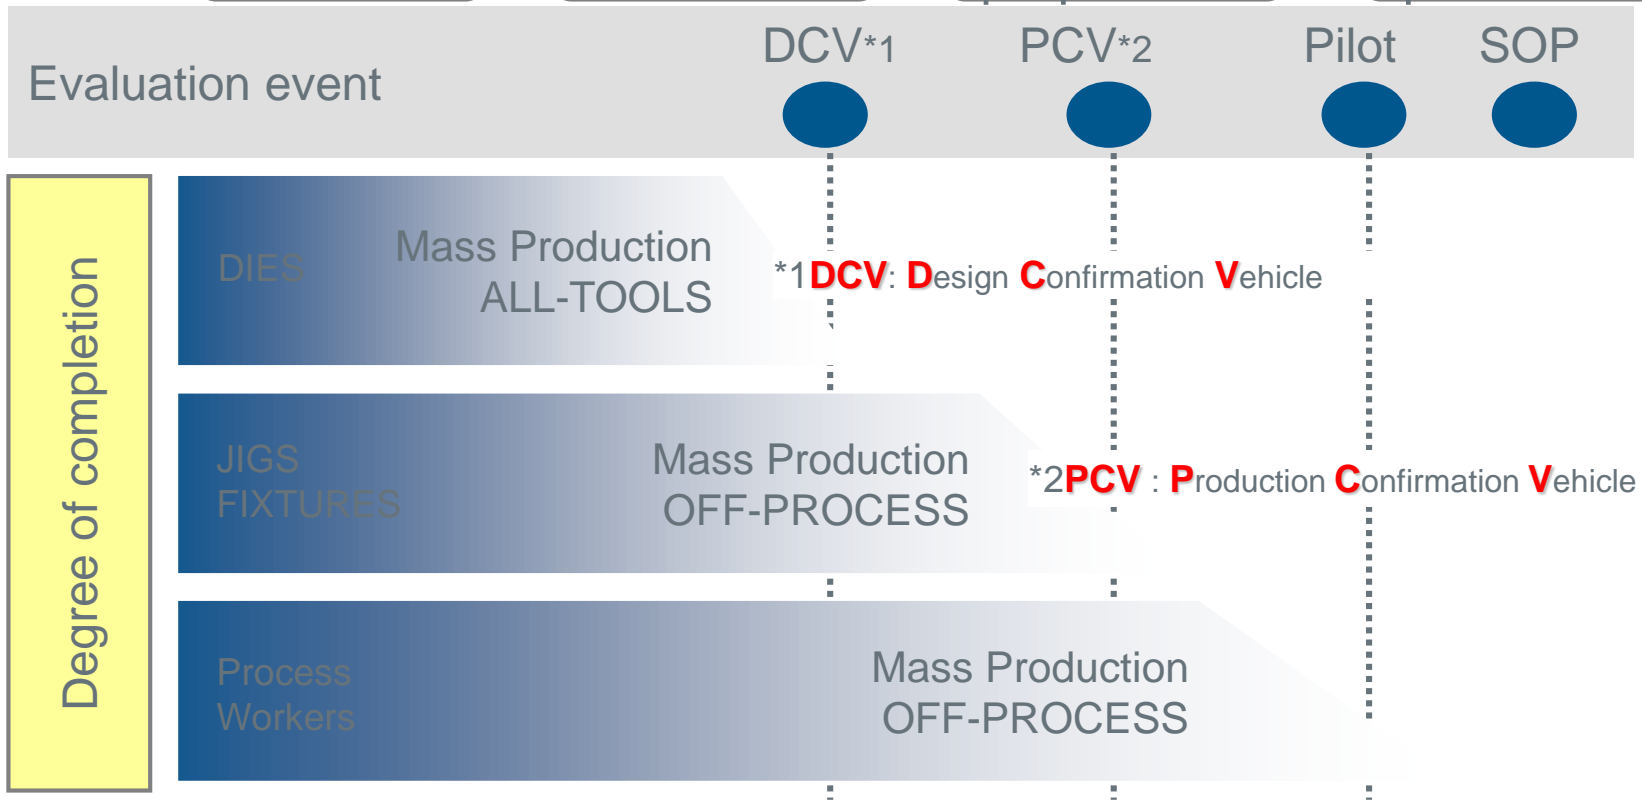 DCV*1 PCV*2 Pilot SOP
Evaluation event
Degree of completion
DIES
Mass Production
ALL-TOOLS
*1DCV: Design Confirmation Vehicle
JIGS
FIXTURES
Mass Production
OFF-PROCESS
*2PCV : Production Confirmation Vehicle
Process
Workers
Mass Production
OFF-PROCESS